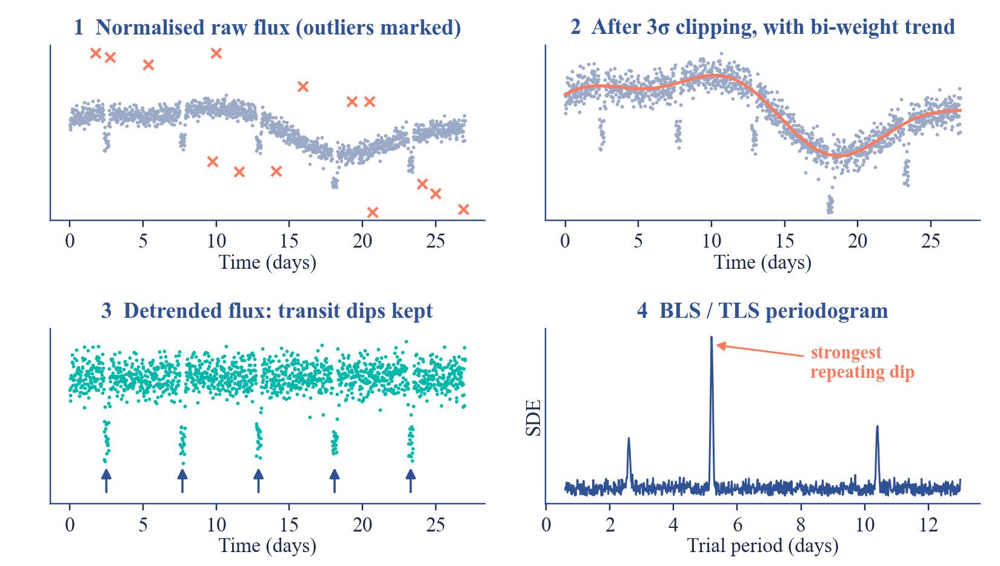 1  Normalised raw flux (outliers marked)
0 5 10 15 20 25
Time (days)
2  After 3σ clipping, with bi-weight trend
0 5 10 15 20 25
Time (days)
3  Detrended flux: transit dips kept
0 5 10 15 20 25
Time (days)
4  BLS / TLS periodogram
strongest
repeating dip
SDE
0 2 4 6 8 10 12
Trial period (days)